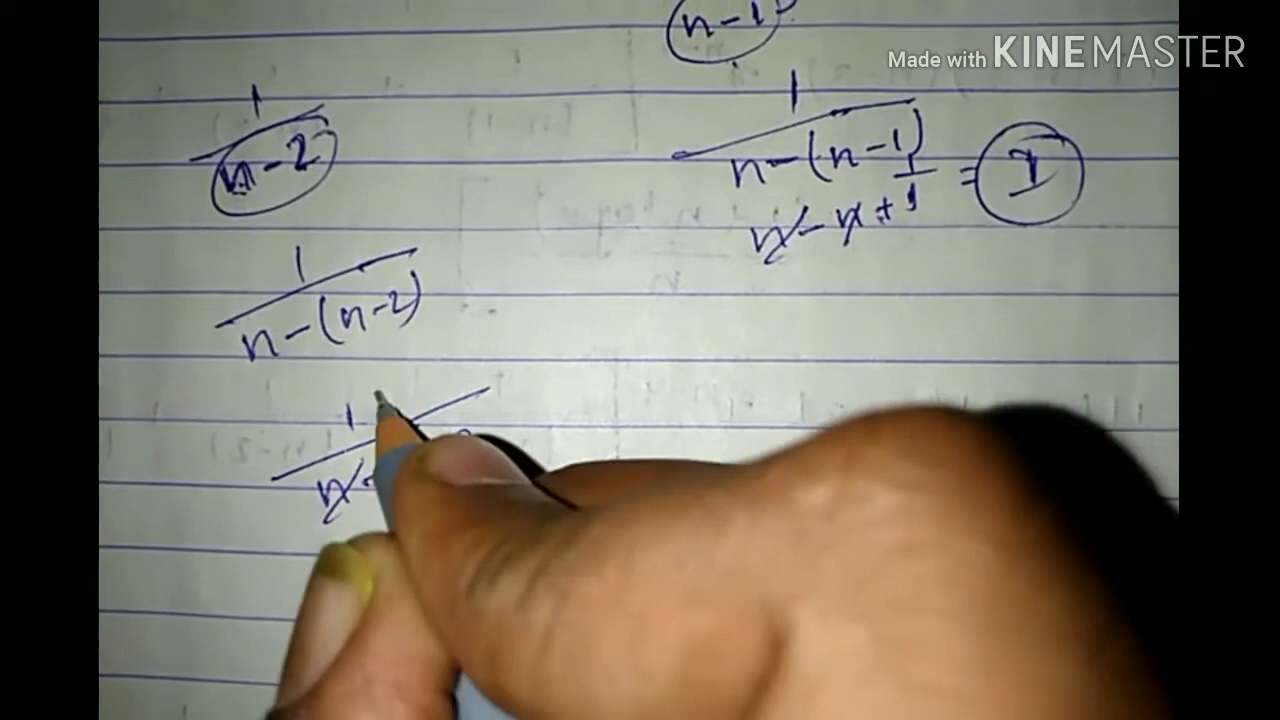 n-1
Made with KINEMASTER
1/(n-2)
1/(n-(n-1)) = 1
n-n+1
1/(n-(n-2))
1/n